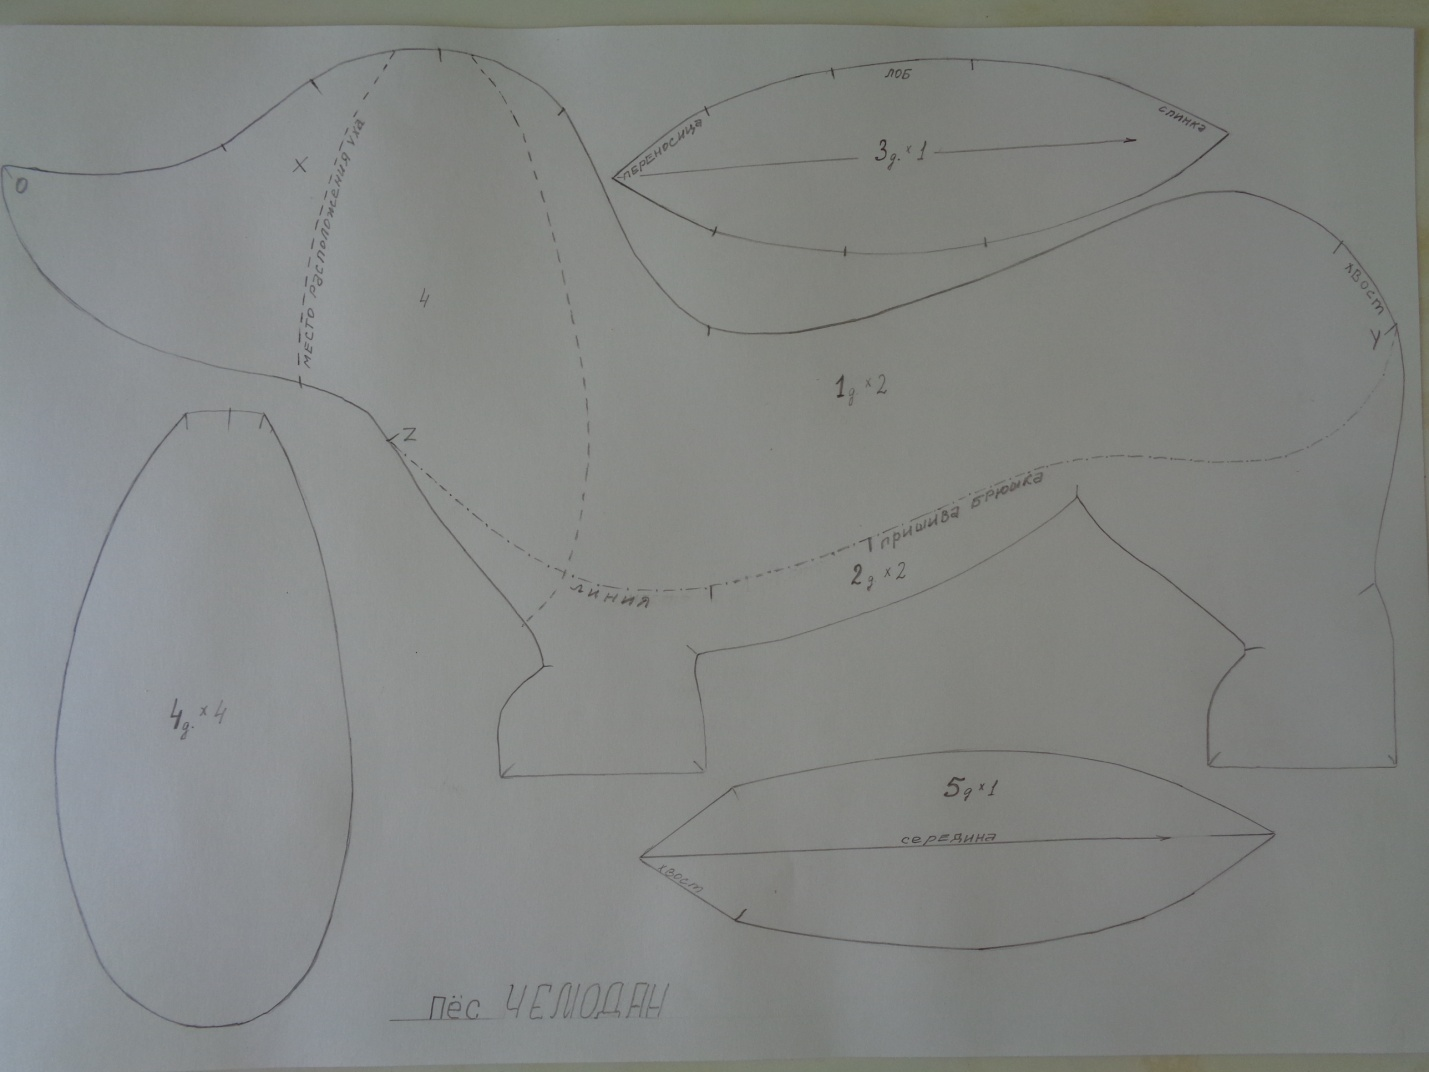 ПЕРЕНОСИЦА
ЛОБ
СПИНКА
3д. × 1
О
X
МЕСТО РАСПОЛОЖЕНИЯ УХА
4
ХВОСТ
У
1д × 2
Z
ЛИНИЯ ПРИШИВА БРЮШКА
2д × 2
4д. × 4
5д × 1
СЕРЕДИНА
ХВОСТ
ПЁС ЧЕМОДАН